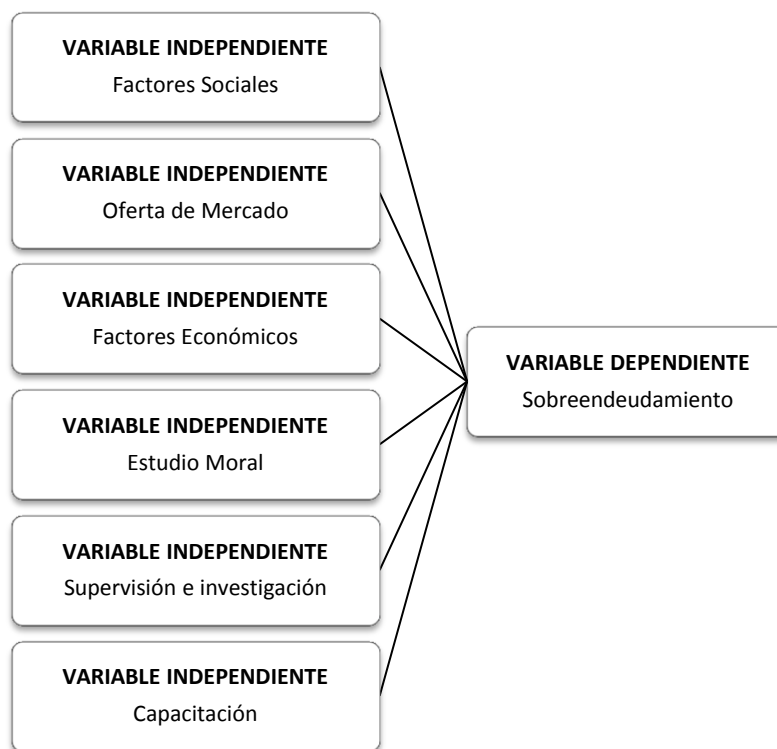 VARIABLE INDEPENDIENTE
Factores Sociales
VARIABLE INDEPENDIENTE
Oferta de Mercado
VARIABLE INDEPENDIENTE
Factores Económicos
VARIABLE INDEPENDIENTE
Estudio Moral
VARIABLE INDEPENDIENTE
Supervisión e investigación
VARIABLE INDEPENDIENTE
Capacitación
VARIABLE DEPENDIENTE
Sobreendeudamiento